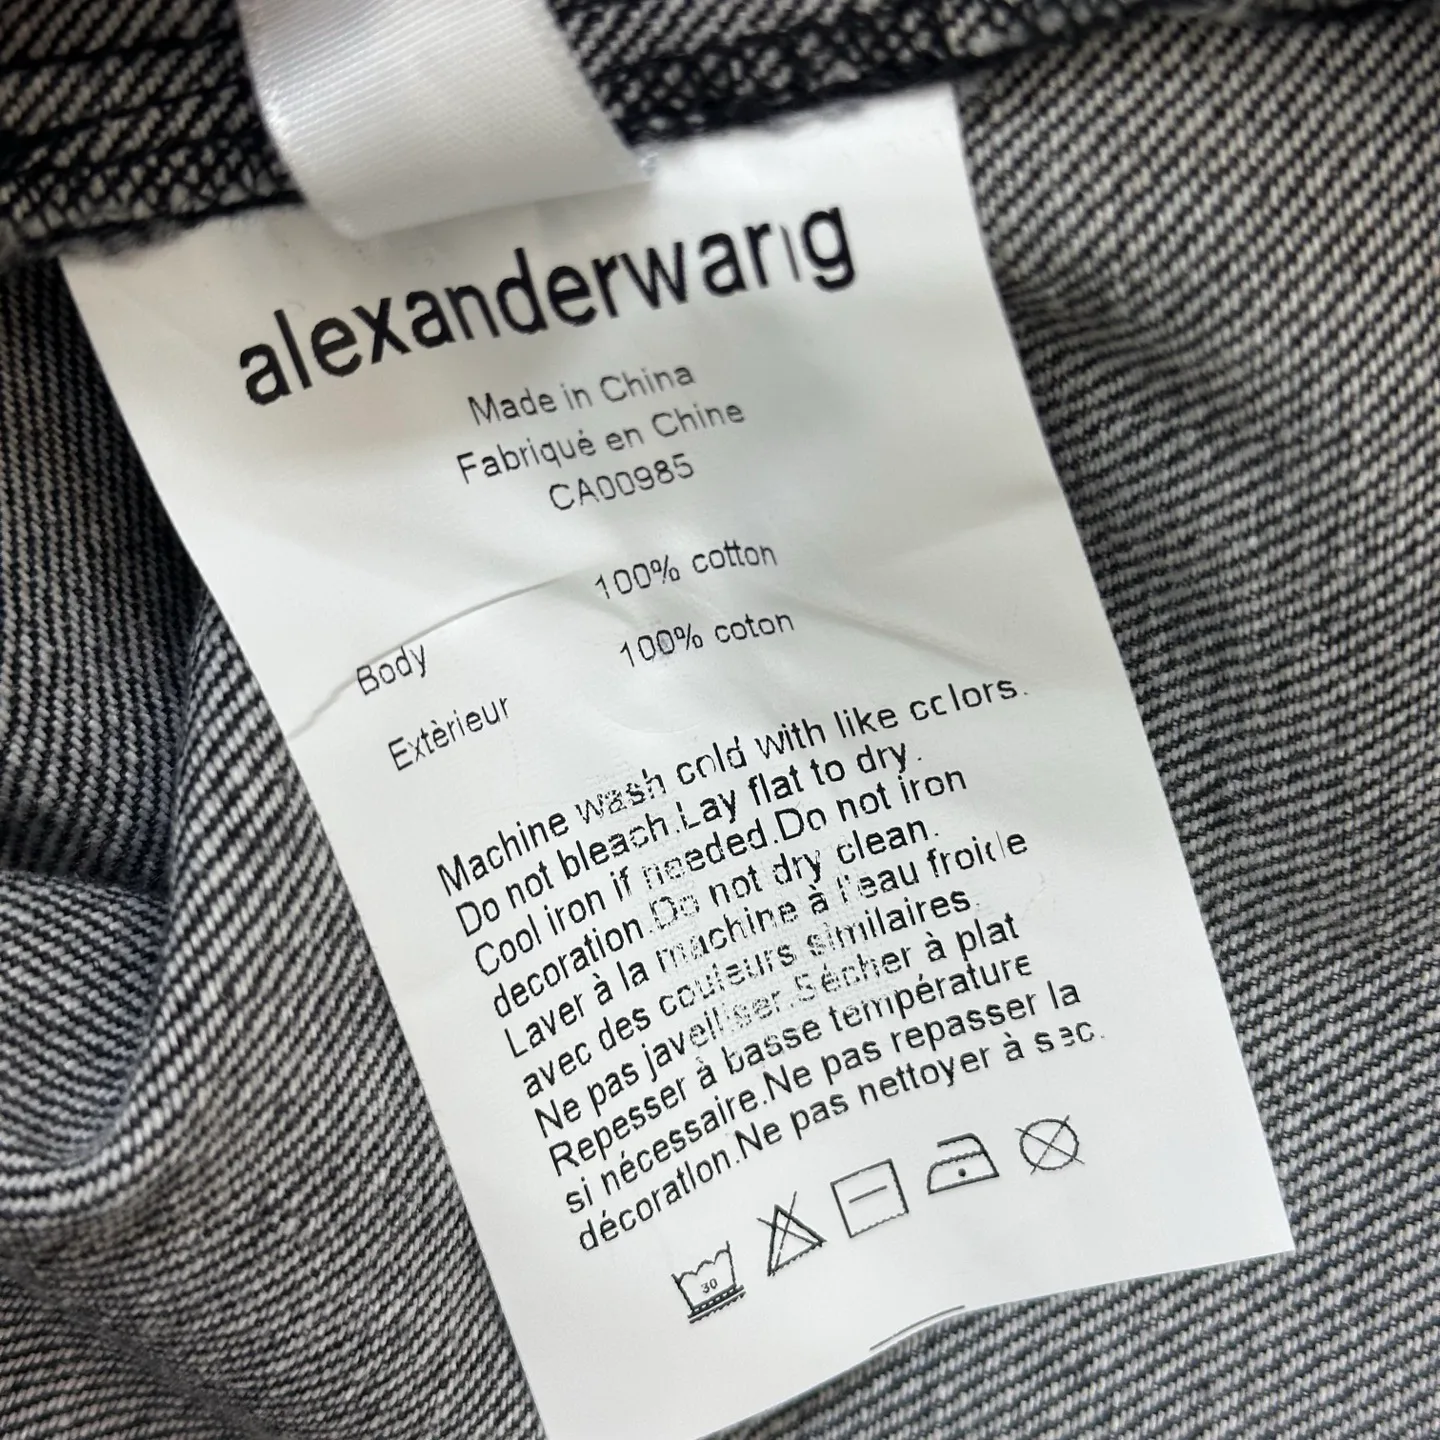 alexanderwang
Made in China
Fabriqué en Chine
CA00985
Body 100% cotton
Extèrieur 100% coton
Machine wash cold with like colors.
Do not bleach.Lay flat to dry.
Cool iron if needed.Do not iron
decoration.Do not dry clean.
Laver à la machine à l'eau froide
avec des couleurs similaires.
Ne pas javelliser.Sécher à plat
Repesser à basse température
si nécessaire.Ne pas repasser la
décoratlon.Ne pas nettoyer à sec.
30